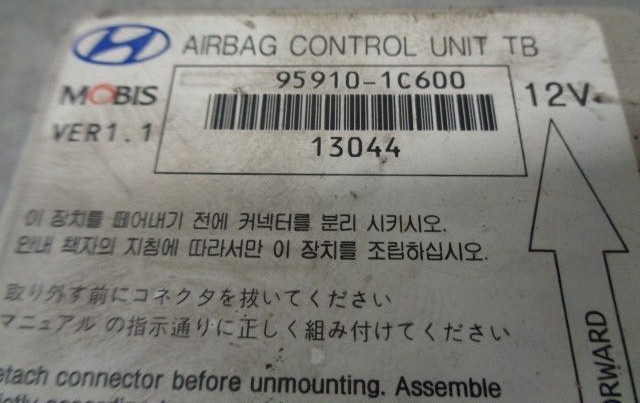 AIRBAG CONTROL UNIT TB
MOBIS
95910-1C600
12V
VER1.1
13044
이 장치를 떼어내기 전에 커넥터를 분리 시키시오.
안내 책자의 지침에 따라서만 이 장치를 조립하십시오.
取り外す前にコネクタを抜いてください
マニュアルの指示通りに正しく組み付けてください
etach connector before unmounting. Assemble
ORWARD